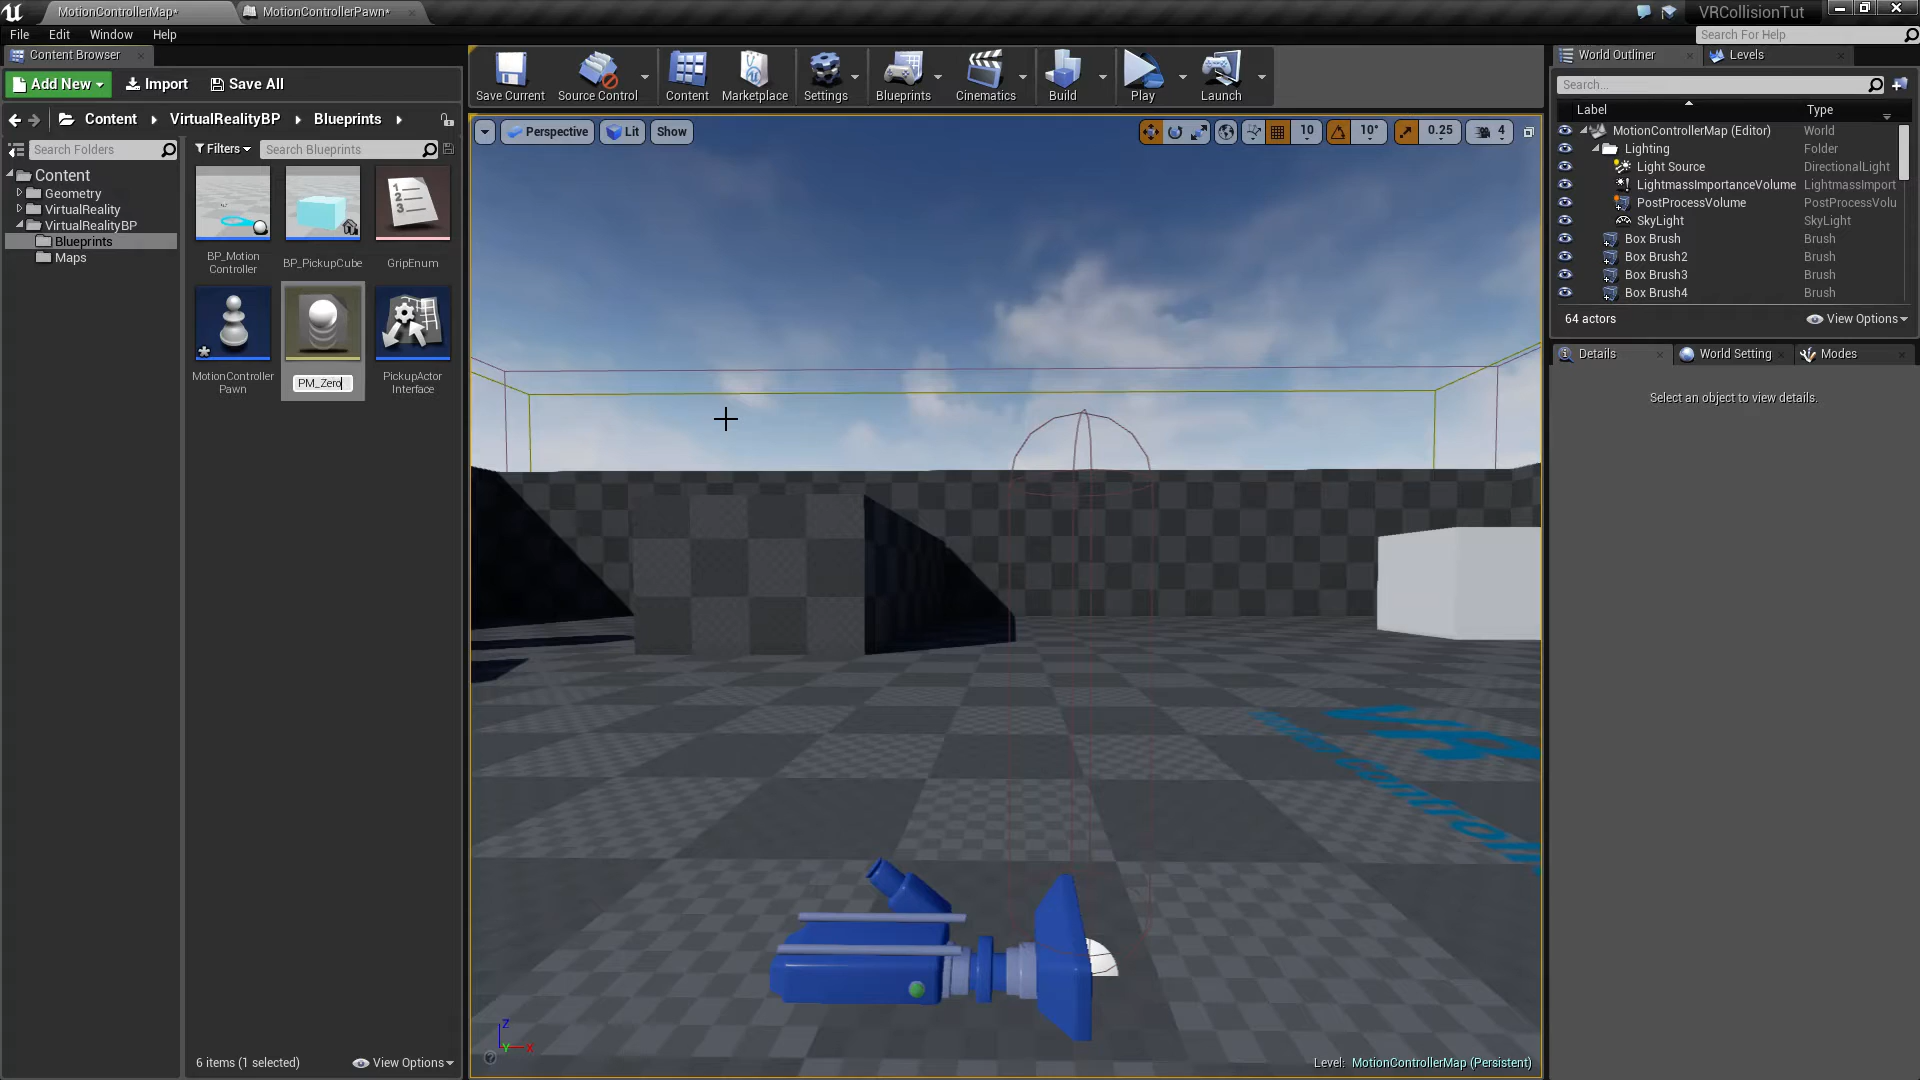 MotionControllerMap*
MotionControllerPawn*
VRCollisionTut
File
Edit
Window
Help
Search For Help
Content Browser
Add New
Import
Save All
Content
VirtualRealityBP
Blueprints
Search Folders
Filters
Search Blueprints
Content
Geometry
VirtualReality
VirtualRealityBP
Blueprints
Maps
BP_Motion
Controller
BP_PickupCube
GripEnum
MotionController
Pawn
PM_Zero
PickupActor
Interface
6 items (1 selected)
View Options
Save Current
Source Control
Content
Marketplace
Settings
Blueprints
Cinematics
Build
Play
Launch
Perspective
Lit
Show
10
10°
0.25
4
Level: MotionControllerMap (Persistent)
World Outliner
Levels
Search...
Label
Type
MotionControllerMap (Editor)
World
Lighting
Folder
Light Source
DirectionalLight
LightmassImportanceVolume
LightmassImport
PostProcessVolume
PostProcessVolu
SkyLight
SkyLight
Box Brush
Brush
Box Brush2
Brush
Box Brush3
Brush
Box Brush4
Brush
64 actors
View Options
Details
World Setting
Modes
Select an object to view details.